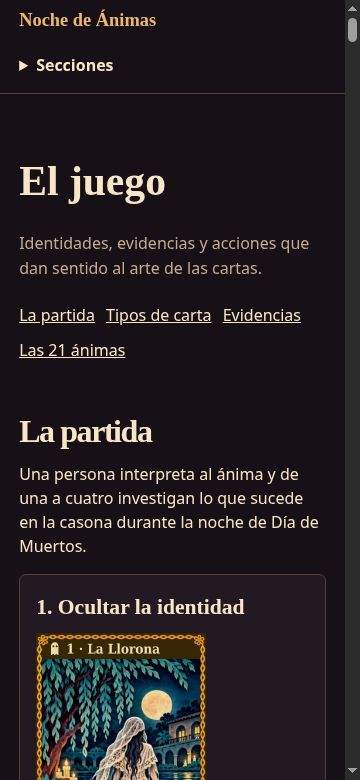 Noche de Ánimas
▶ Secciones
El juego
Identidades, evidencias y acciones que
dan sentido al arte de las cartas.
La partida Tipos de carta Evidencias
Las 21 ánimas
La partida
Una persona interpreta al ánima y de
una a cuatro investigan lo que sucede
en la casona durante la noche de Día de
Muertos.
1. Ocultar la identidad
1 · La Llorona